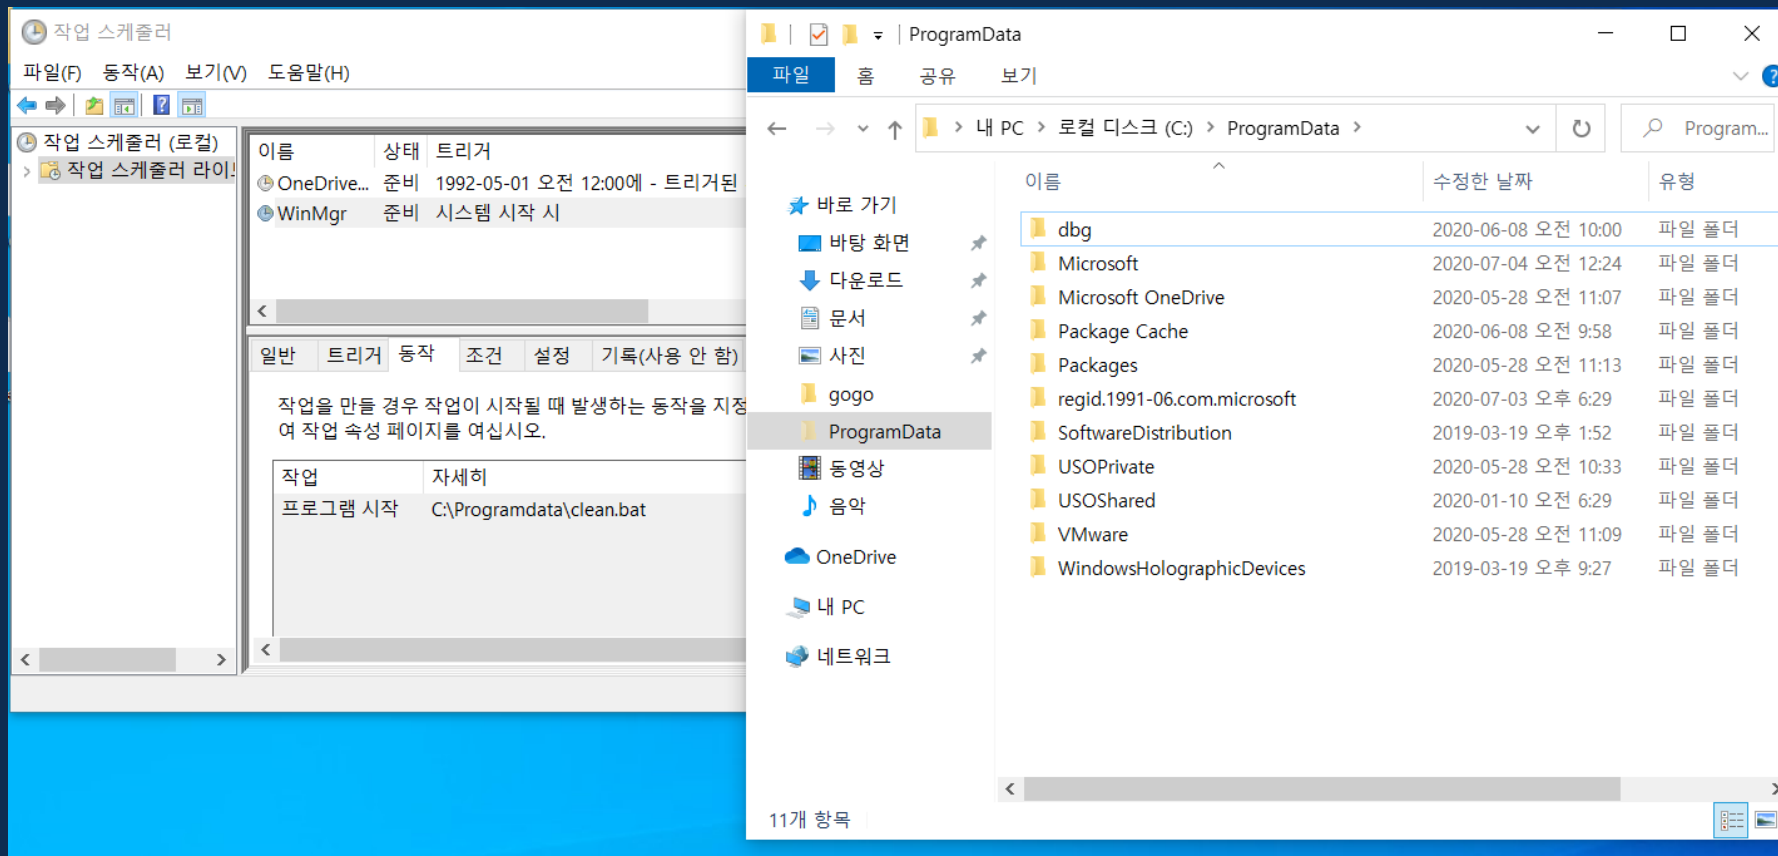 작업 스케줄러
파일(F) 동작(A) 보기(V) 도움말(H)
작업 스케줄러 (로컬)
작업 스케줄러 라이
이름 상태 트리거
OneDrive... 준비 1992-05-01 오전 12:00에 - 트리거된
WinMgr 준비 시스템 시작 시
일반 트리거 동작 조건 설정 기록(사용 안 함)
작업을 만들 경우 작업이 시작될 때 발생하는 동작을 지정
여 작업 속성 페이지를 여십시오.
작업 자세히
프로그램 시작 C:\Programdata\clean.bat
ProgramData
파일 홈 공유 보기
내 PC 로컬 디스크 (C:) ProgramData
Program...
바로 가기
바탕 화면
다운로드
문서
사진
gogo
ProgramData
동영상
음악
OneDrive
내 PC
네트워크
이름 수정한 날짜 유형
dbg 2020-06-08 오전 10:00 파일 폴더
Microsoft 2020-07-04 오전 12:24 파일 폴더
Microsoft OneDrive 2020-05-28 오전 11:07 파일 폴더
Package Cache 2020-06-08 오전 9:58 파일 폴더
Packages 2020-05-28 오전 11:13 파일 폴더
regid.1991-06.com.microsoft 2020-07-03 오후 6:29 파일 폴더
SoftwareDistribution 2019-03-19 오후 1:52 파일 폴더
USOPrivate 2020-05-28 오전 10:33 파일 폴더
USOShared 2020-01-10 오전 6:29 파일 폴더
VMware 2020-05-28 오전 11:09 파일 폴더
WindowsHolographicDevices 2019-03-19 오후 9:27 파일 폴더
11개 항목